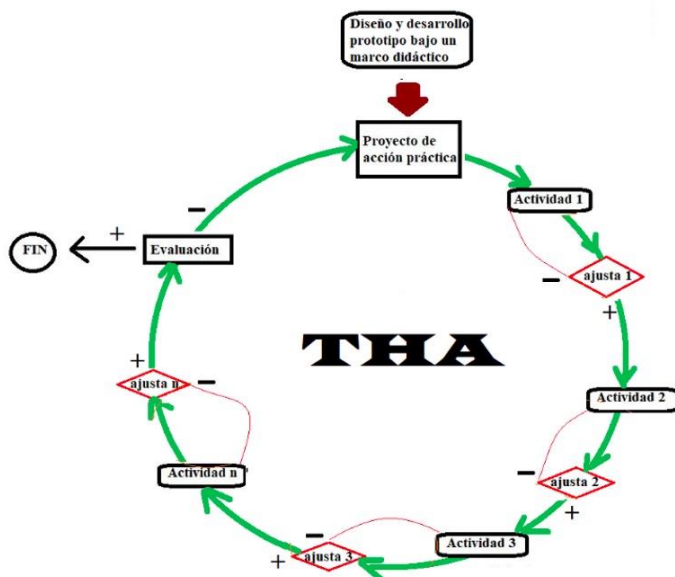 Diseño y desarrollo
prototipo bajo un
marco didáctico
Proyecto de
acción práctica
Actividad 1
–
ajusta 1
–
+
+
FIN
Evaluación
THA
+
ajusta n
–
Actividad 2
Actividad n
–
ajusta 2
+
–
Actividad 3
+
ajusta 3